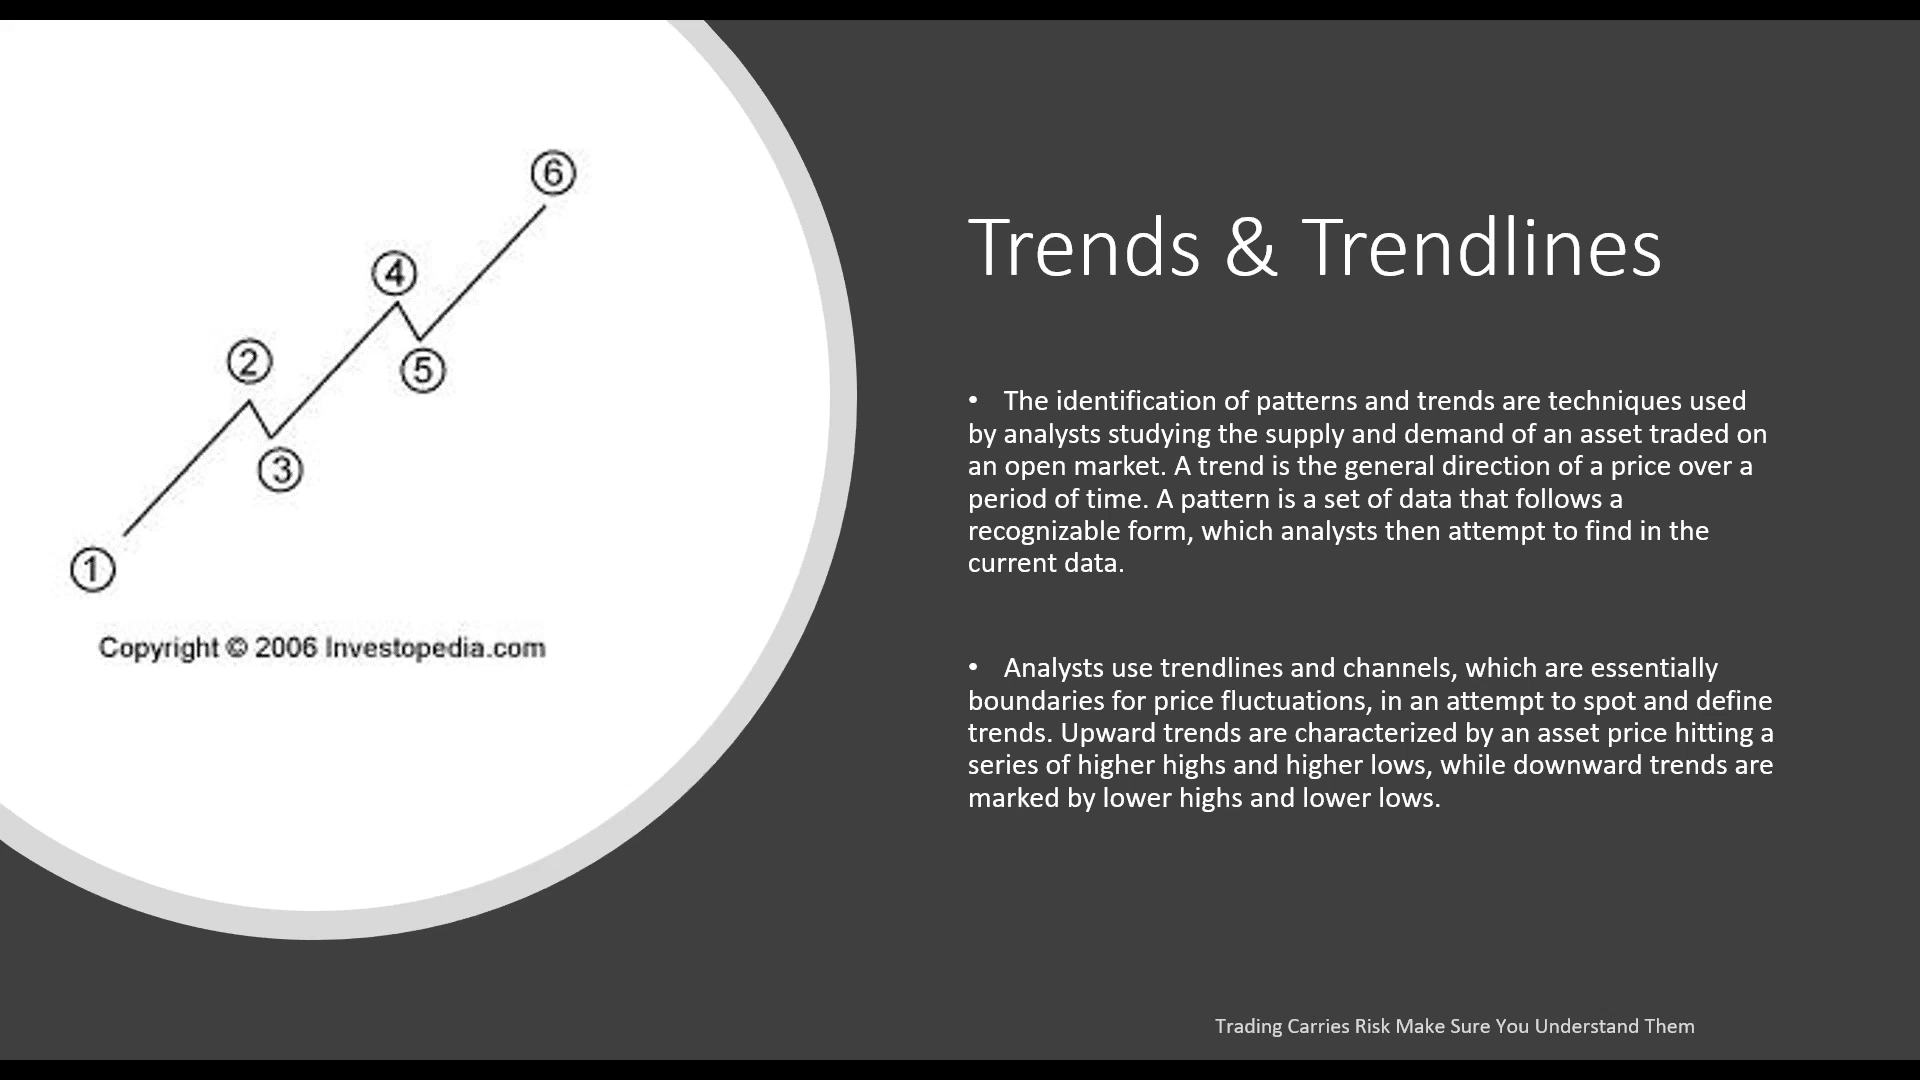 ⑥
④
②
⑤
③
①
Copyright © 2006 Investopedia.com
Trends & Trendlines
• The identification of patterns and trends are techniques used
by analysts studying the supply and demand of an asset traded on
an open market. A trend is the general direction of a price over a
period of time. A pattern is a set of data that follows a
recognizable form, which analysts then attempt to find in the
current data.
• Analysts use trendlines and channels, which are essentially
boundaries for price fluctuations, in an attempt to spot and define
trends. Upward trends are characterized by an asset price hitting a
series of higher highs and higher lows, while downward trends are
marked by lower highs and lower lows.
Trading Carries Risk Make Sure You Understand Them